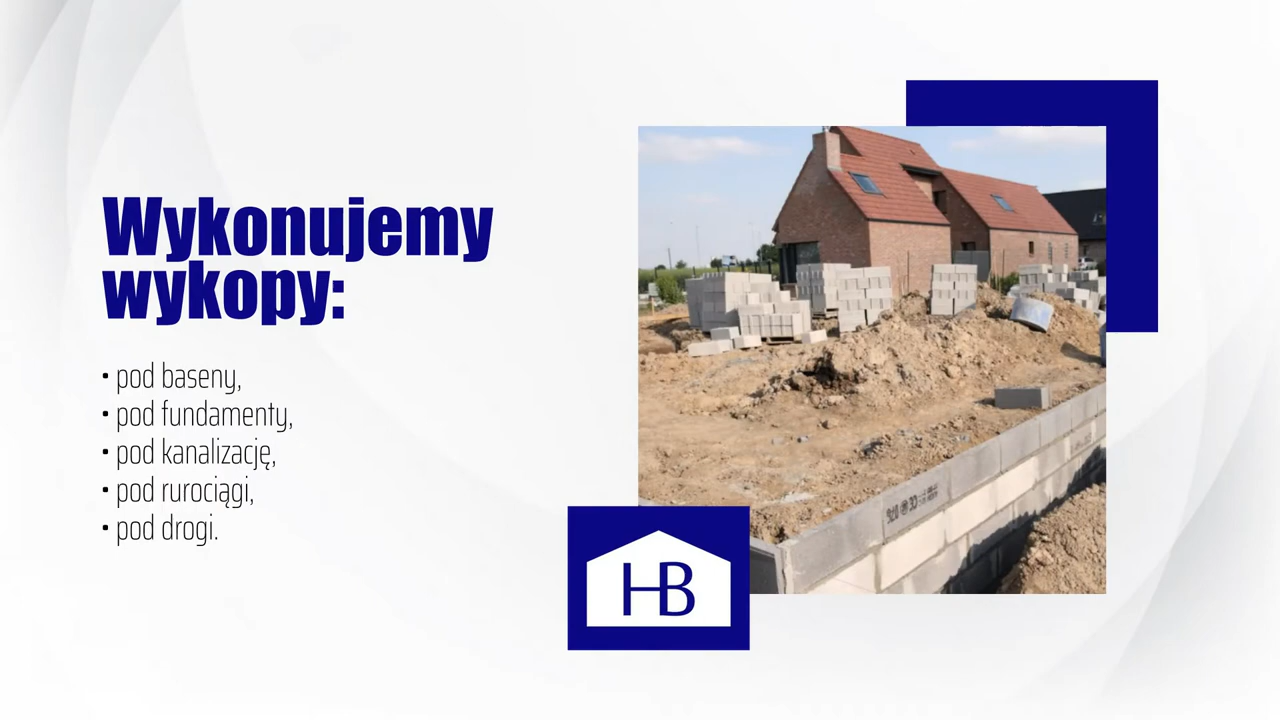 Wykonujemy
wykopy:
• pod baseny,
• pod fundamenty,
• pod kanalizację,
• pod rurociągi,
• pod drogi.
HB